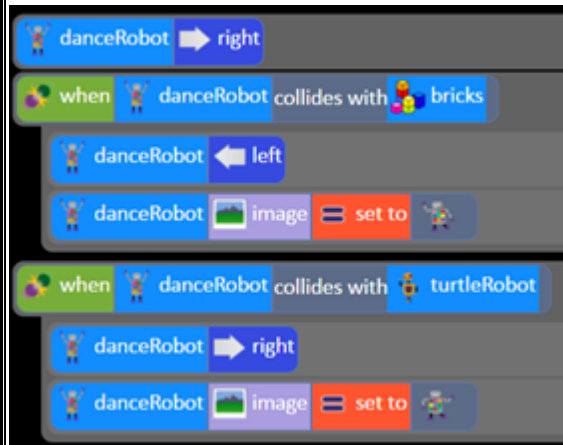 danceRobot right
when danceRobot collides with bricks
danceRobot left
danceRobot image set to
when danceRobot collides with turtleRobot
danceRobot right
danceRobot image set to